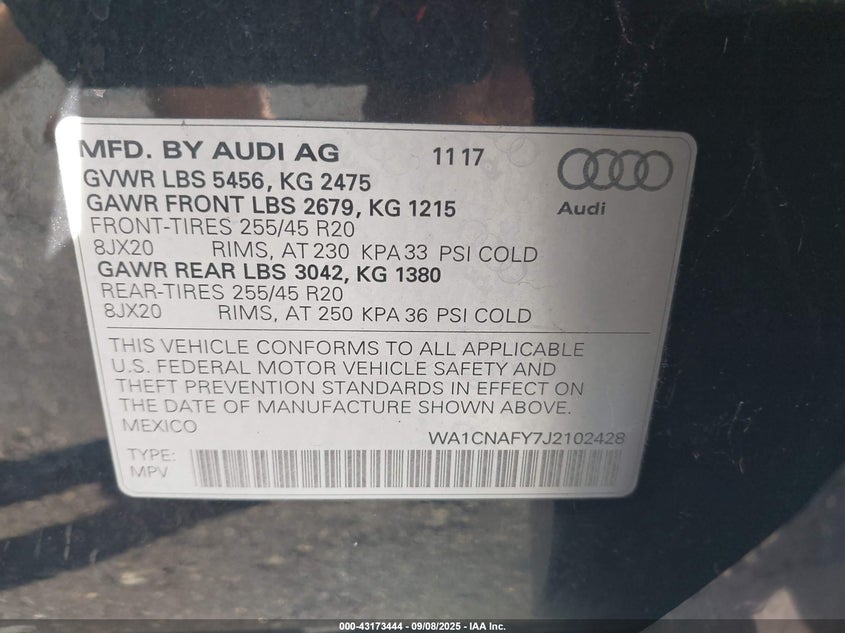 MFD. BY AUDI AG 11 17
GVWR LBS 5456, KG 2475
GAWR FRONT LBS 2679, KG 1215
Audi
FRONT-TIRES 255/45 R20
8JX20 RIMS, AT 230 KPA 33 PSI COLD
GAWR REAR LBS 3042, KG 1380
REAR-TIRES 255/45 R20
8JX20 RIMS, AT 250 KPA 36 PSI COLD
THIS VEHICLE CONFORMS TO ALL APPLICABLE
U.S. FEDERAL MOTOR VEHICLE SAFETY AND
THEFT PREVENTION STANDARDS IN EFFECT ON
THE DATE OF MANUFACTURE SHOWN ABOVE.
MEXICO
WA1CNAFY7J2102428
TYPE:
MPV
000-43173444 - 09/08/2025 - IAA Inc.